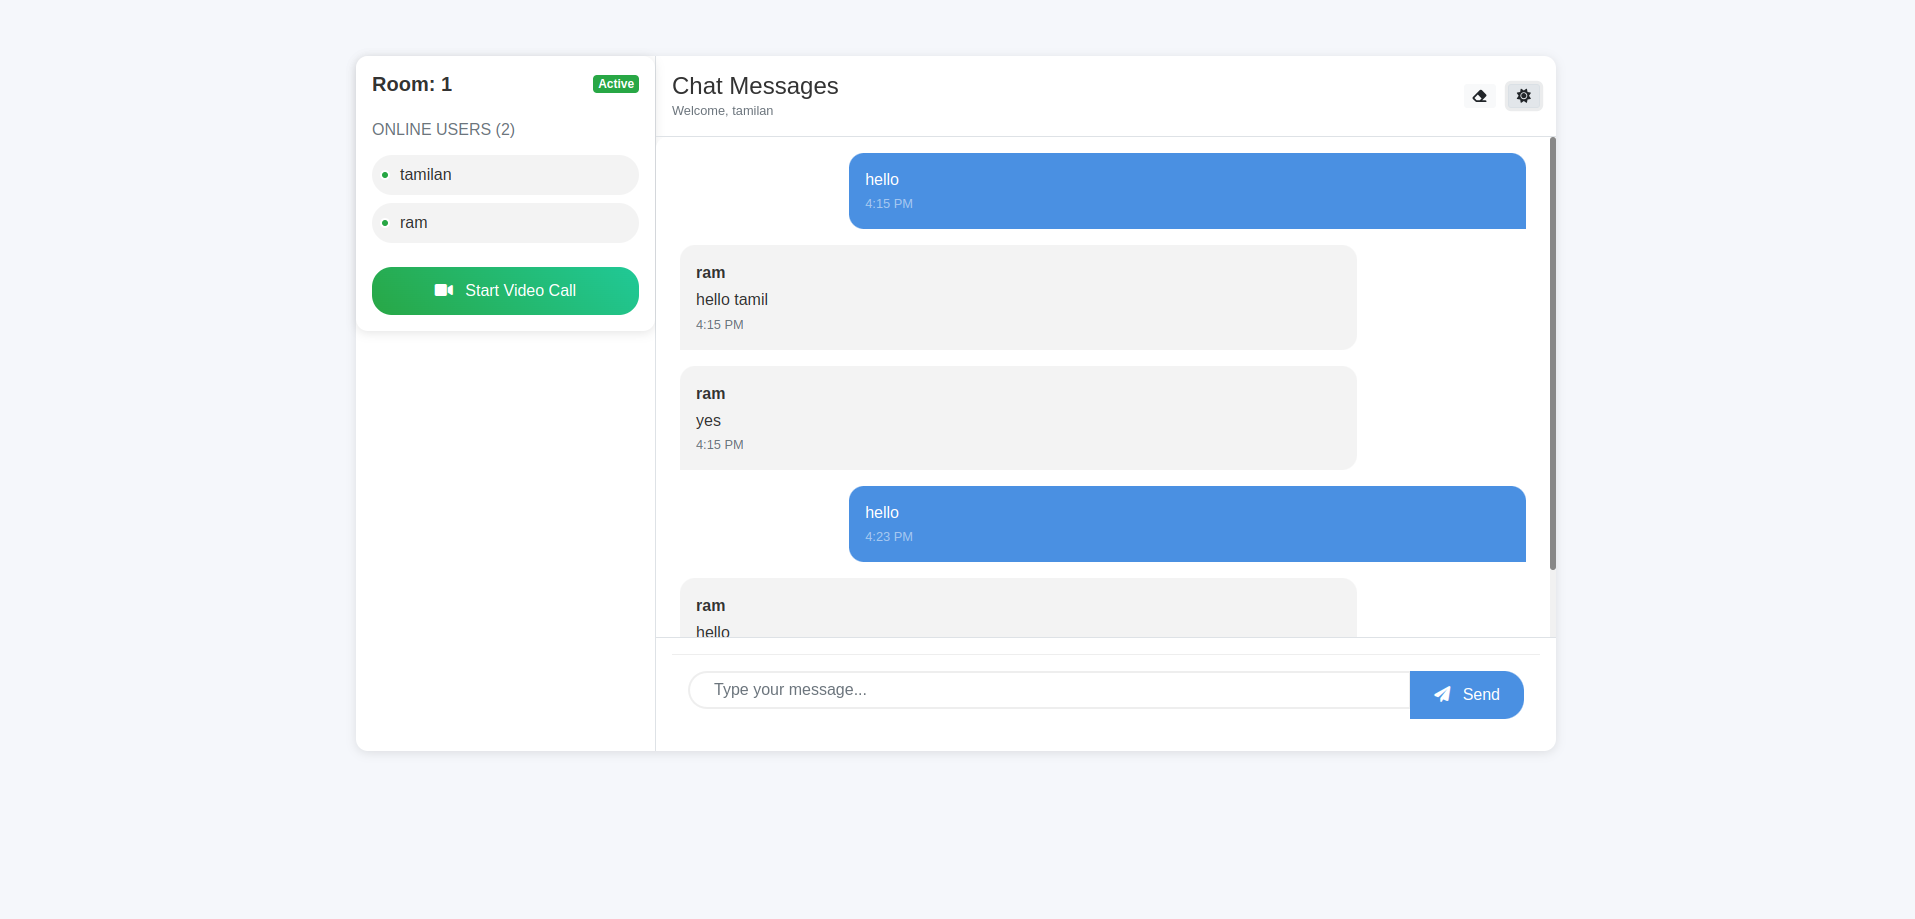 Room: 1
Active
ONLINE USERS (2)
tamilan
ram
Start Video Call
Chat Messages
Welcome, tamilan
hello
4:15 PM
ram
hello tamil
4:15 PM
ram
yes
4:15 PM
hello
4:23 PM
ram
hello
Type your message...
Send